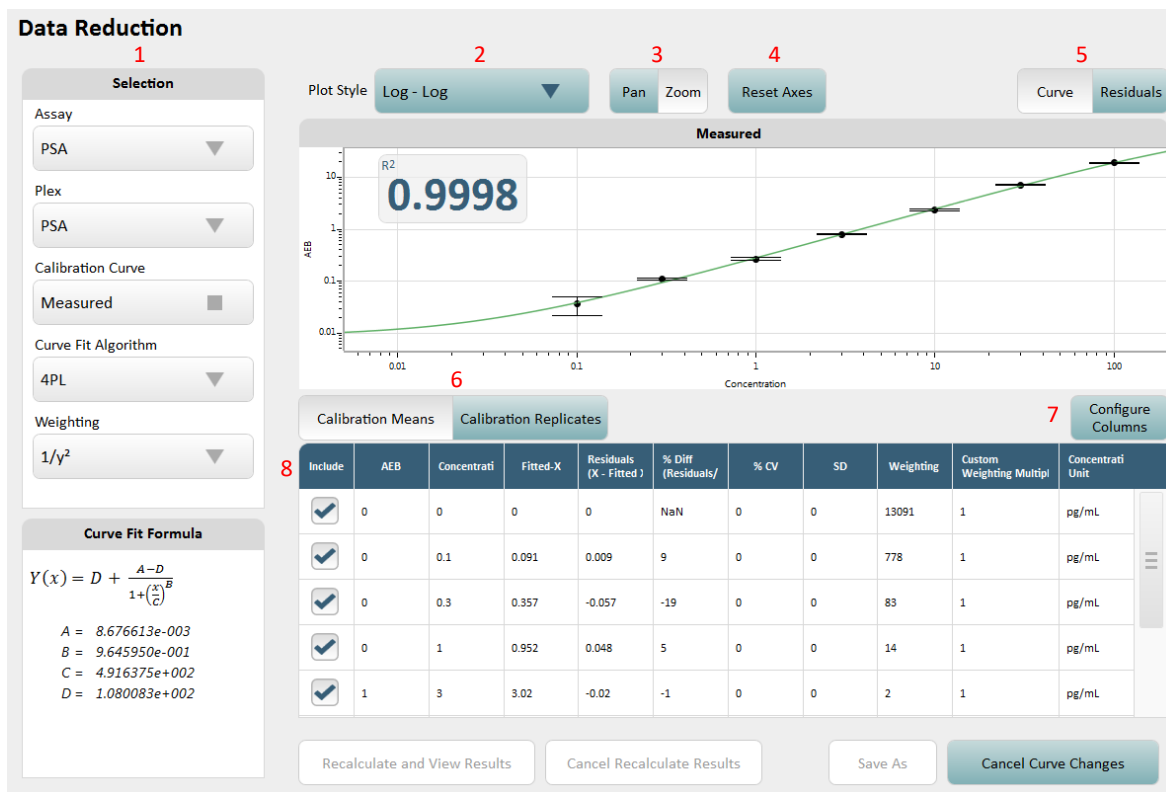 Data Reduction
1
Selection
Assay
PSA
Plex
PSA
Calibration Curve
Measured
Curve Fit Algorithm
4PL
Weighting
1/y²
Curve Fit Formula
Y(x) = D + (A−D)/(1+(x/C)^B)
A = 8.676613e-003
B = 9.645950e-001
C = 4.916375e+002
D = 1.080083e+002
2 3 4 5
Plot Style Log - Log Pan Zoom Reset Axes Curve Residuals
Measured
R²
0.9998
AEB
10
1
0.1
0.01
0.01 0.1 1 10 100
Concentration
6
Calibration Means Calibration Replicates 7 Configure
Columns
8 Include AEB Concentrati Fitted-X Residuals (X - Fitted X % Diff (Residuals/ % CV SD Weighting Custom Weighting Multipl Concentrati Unit
0 0 0 0 NaN 0 0 13091 1 pg/mL
0 0.1 0.091 0.009 9 0 0 778 1 pg/mL
0 0.3 0.357 -0.057 -19 0 0 83 1 pg/mL
0 1 0.952 0.048 5 0 0 14 1 pg/mL
1 3 3.02 -0.02 -1 0 0 2 1 pg/mL
Recalculate and View Results Cancel Recalculate Results Save As Cancel Curve Changes